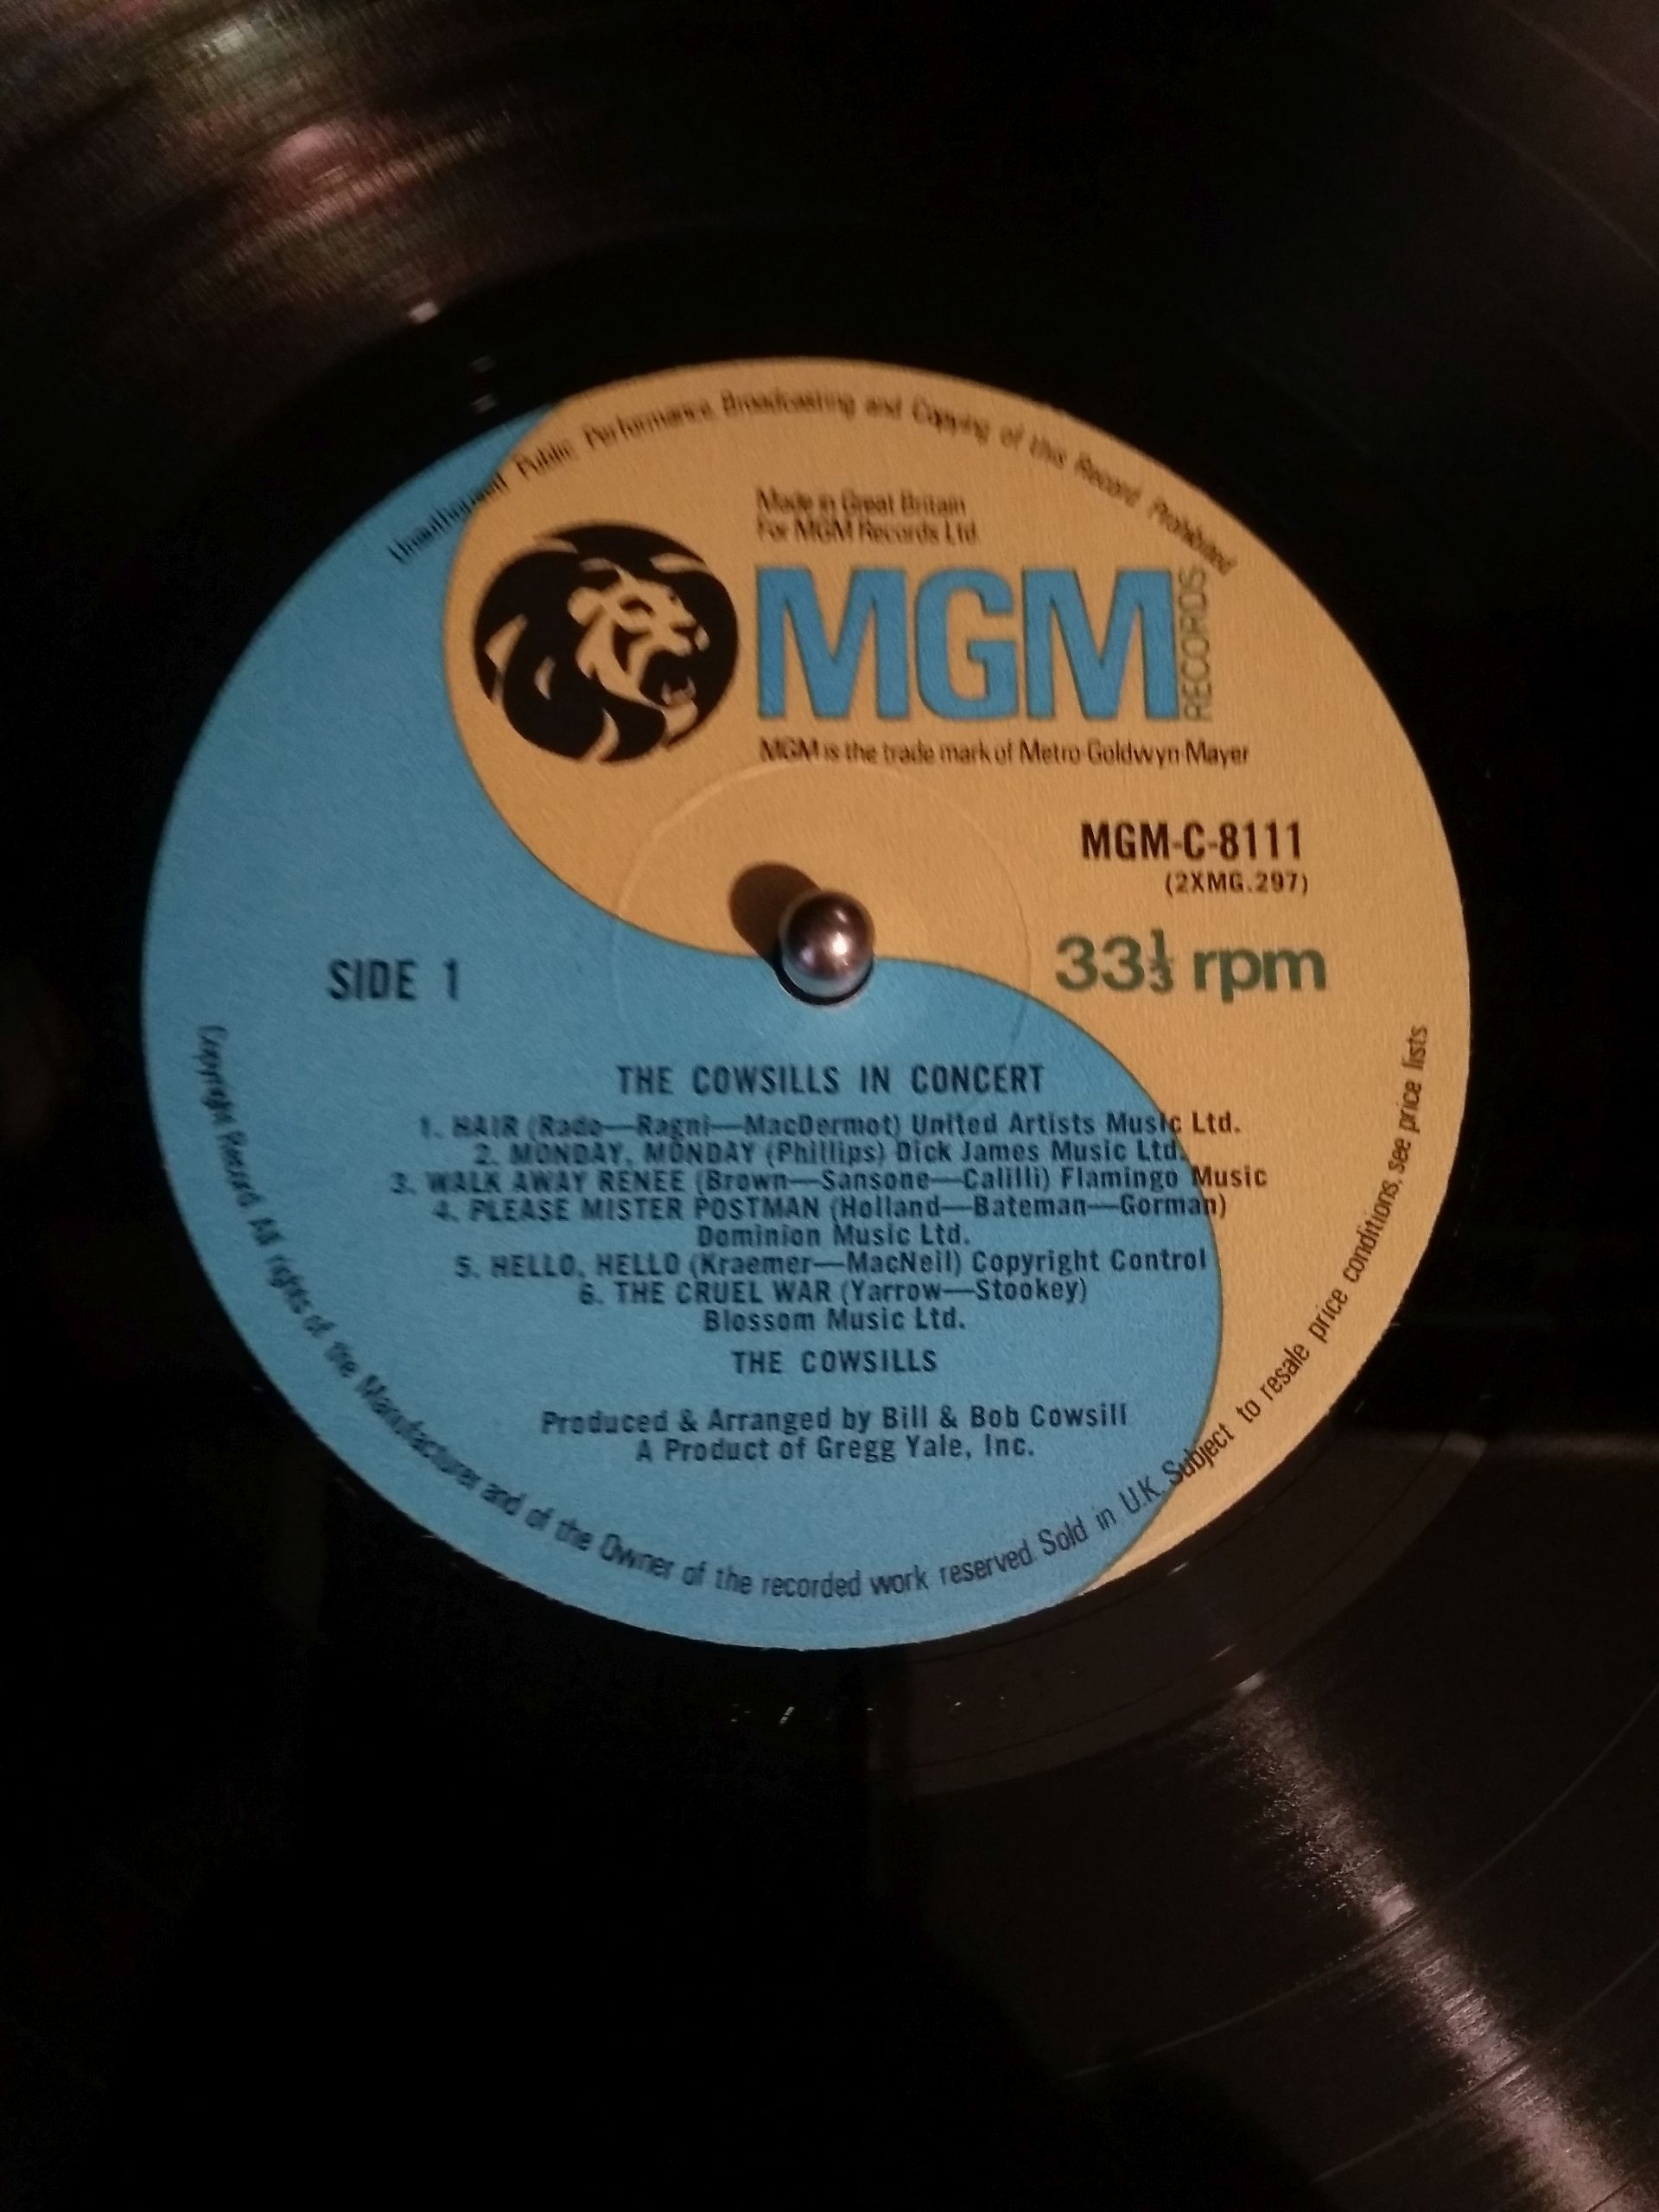 Unauthorised Public Performance, Broadcasting and Copying of this Record Prohibited
Made in Great Britain
For MGM Records Ltd.
MGM RECORDS
MGM is the trade mark of Metro Goldwyn Mayer
MGM-C-8111
(2XMG.297)
33⅓ rpm
SIDE 1
THE COWSILLS IN CONCERT
1. HAIR (Rado—Ragni—MacDermot) United Artists Music Ltd.
2. MONDAY, MONDAY (Phillips) Dick James Music Ltd.
3. WALK AWAY RENEE (Brown—Sansone—Calilli) Flamingo Music
4. PLEASE MISTER POSTMAN (Holland—Bateman—Gorman)
Dominion Music Ltd.
5. HELLO, HELLO (Kraemer—MacNeil) Copyright Control
6. THE CRUEL WAR (Yarrow—Stookey)
Blossom Music Ltd.
THE COWSILLS
Produced & Arranged by Bill & Bob Cowsill
A Product of Gregg Yale, Inc.
Copyright Record. All rights of the Manufacturer and of the Owner of the recorded work reserved. Sold in U.K. Subject to resale price conditions, see price lists